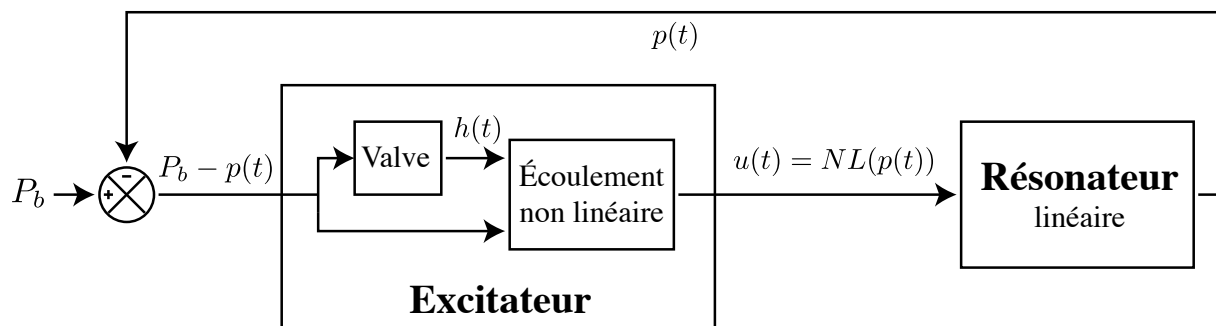 p(t)
P_b
+
-
P_b − p(t)
Valve
h(t)
Écoulement
non linéaire
u(t) = NL(p(t))
Résonateur
linéaire
Excitateur